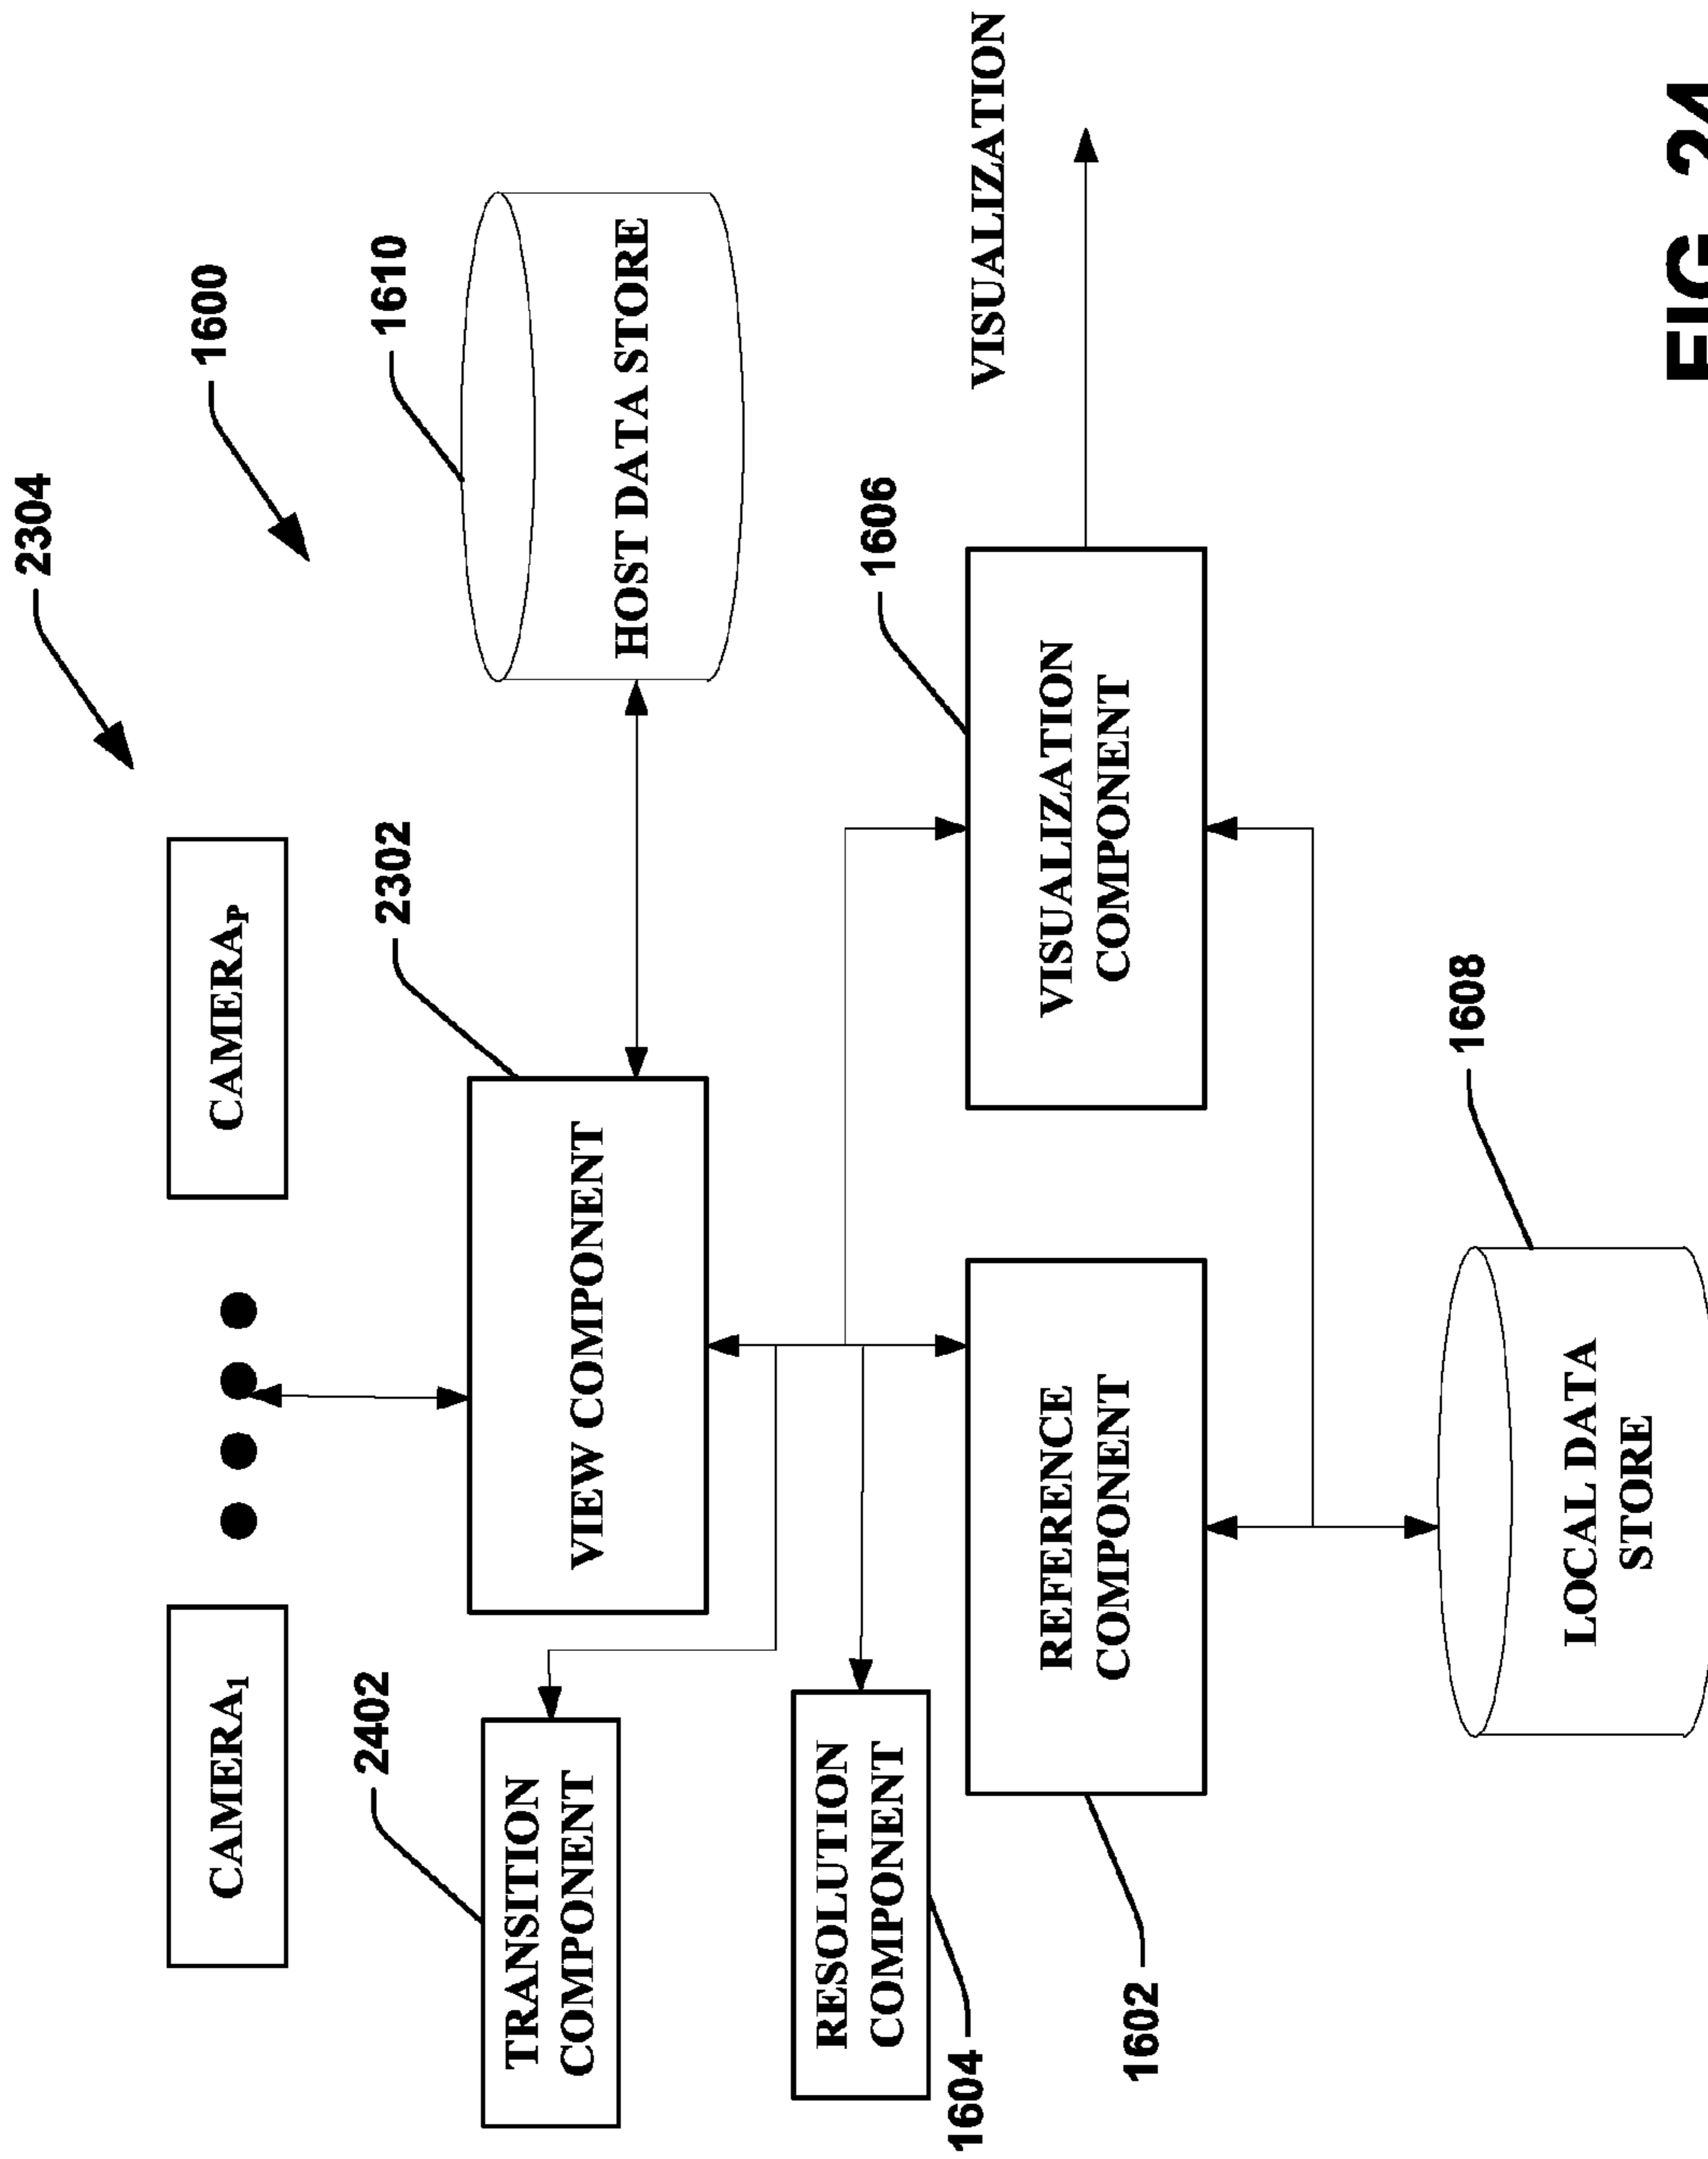 2304
1600
CAMERA1
CAMERAP
1610
2402
2302
TRANSITION
COMPONENT
VIEW COMPONENT
HOST DATA STORE
RESOLUTION
COMPONENT
1604
1606
VISUALIZATION
REFERENCE
COMPONENT
VISUALIZATION
COMPONENT
1602
1608
LOCAL DATA
STORE
FIG. 24